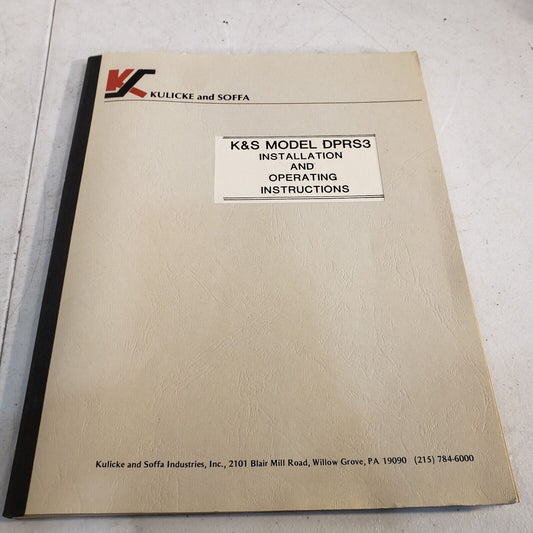 KS KULICKE and SOFFA
K&S MODEL DPRS3
INSTALLATION
AND
OPERATING
INSTRUCTIONS
Kulicke and Soffa Industries, Inc., 2101 Blair Mill Road, Willow Grove, PA 19090 (215) 784-6000